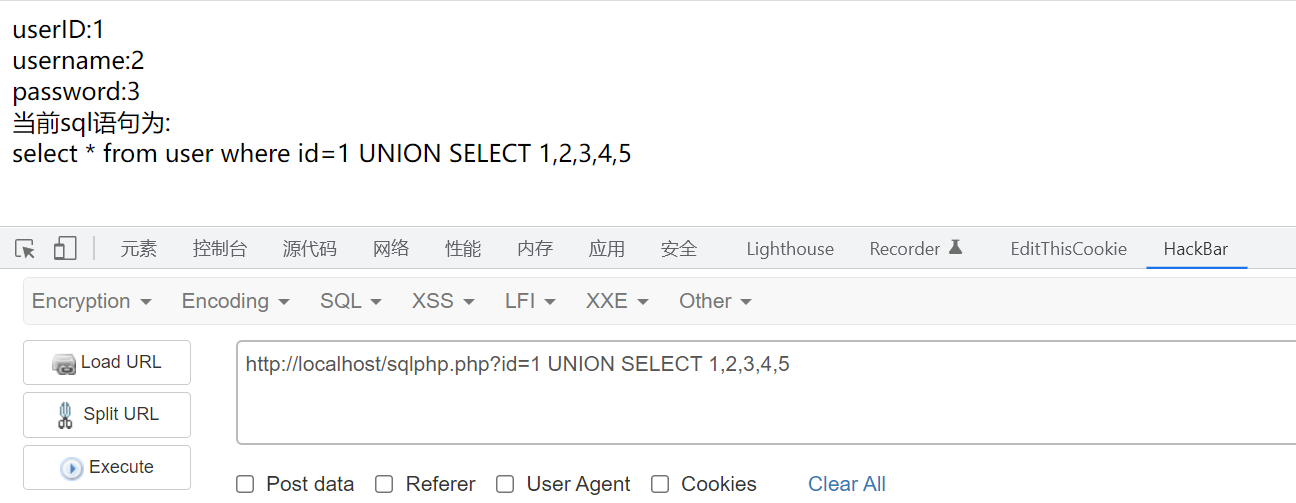 userID:1
username:2
password:3
当前sql语句为:
select * from user where id=1 UNION SELECT 1,2,3,4,5
元素 控制台 源代码 网络 性能 内存 应用 安全 Lighthouse Recorder EditThisCookie HackBar
Encryption Encoding SQL XSS LFI XXE Other
Load URL
http://localhost/sqlphp.php?id=1 UNION SELECT 1,2,3,4,5
Split URL
Execute
Post data Referer User Agent Cookies Clear All